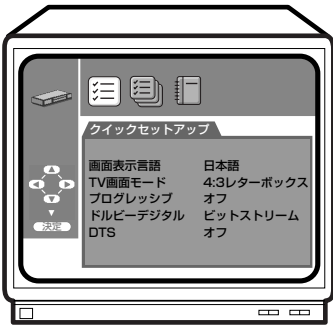 クイックセットアップ
画面表示言語 日本語
TV画面モード 4:3レターボックス
プログレッシブ オフ
ドルビーデジタル ビットストリーム
DTS オフ
決定